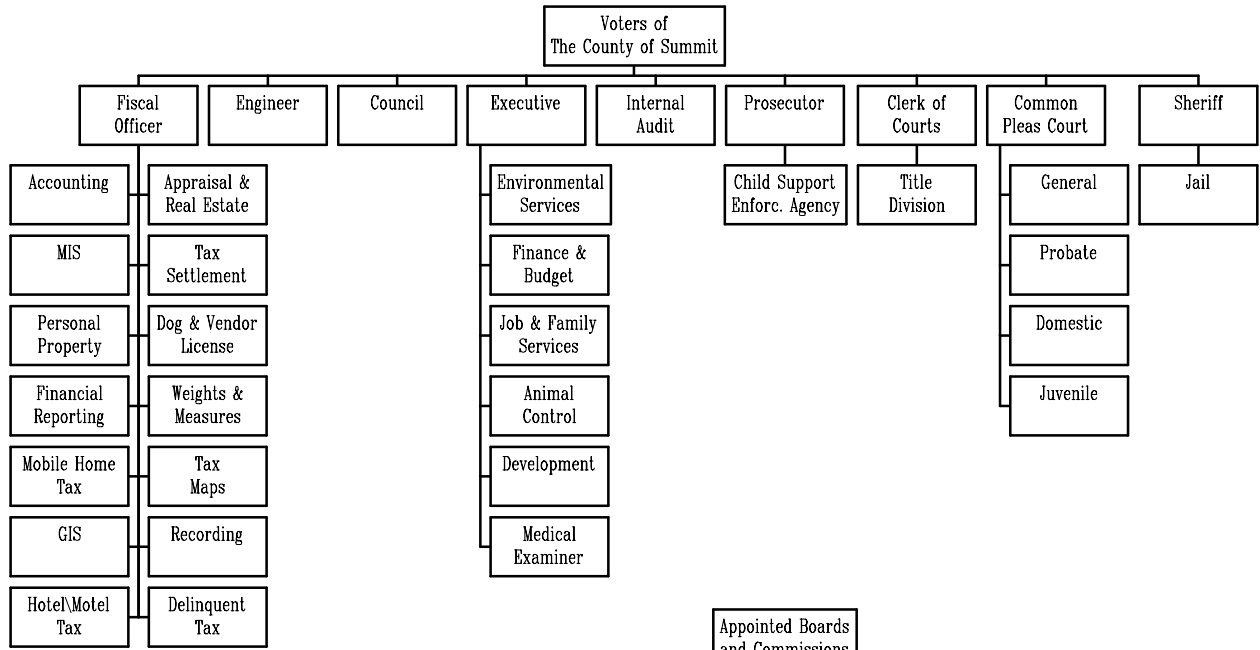 Voters of
The County of Summit
Fiscal
Officer
Engineer
Council
Executive
Internal
Audit
Prosecutor
Clerk of
Courts
Common
Pleas Court
Sheriff
Accounting
Appraisal &
Real Estate
MIS
Tax
Settlement
Personal
Property
Dog & Vendor
License
Financial
Reporting
Weights &
Measures
Mobile Home
Tax
Tax
Maps
GIS
Recording
Hotel\Motel
Tax
Delinquent
Tax
Environmental
Services
Finance &
Budget
Job & Family
Services
Animal
Control
Development
Medical
Examiner
Child Support
Enforc. Agency
Title
Division
General
Probate
Domestic
Juvenile
Jail
Appointed Boards
and Commissions